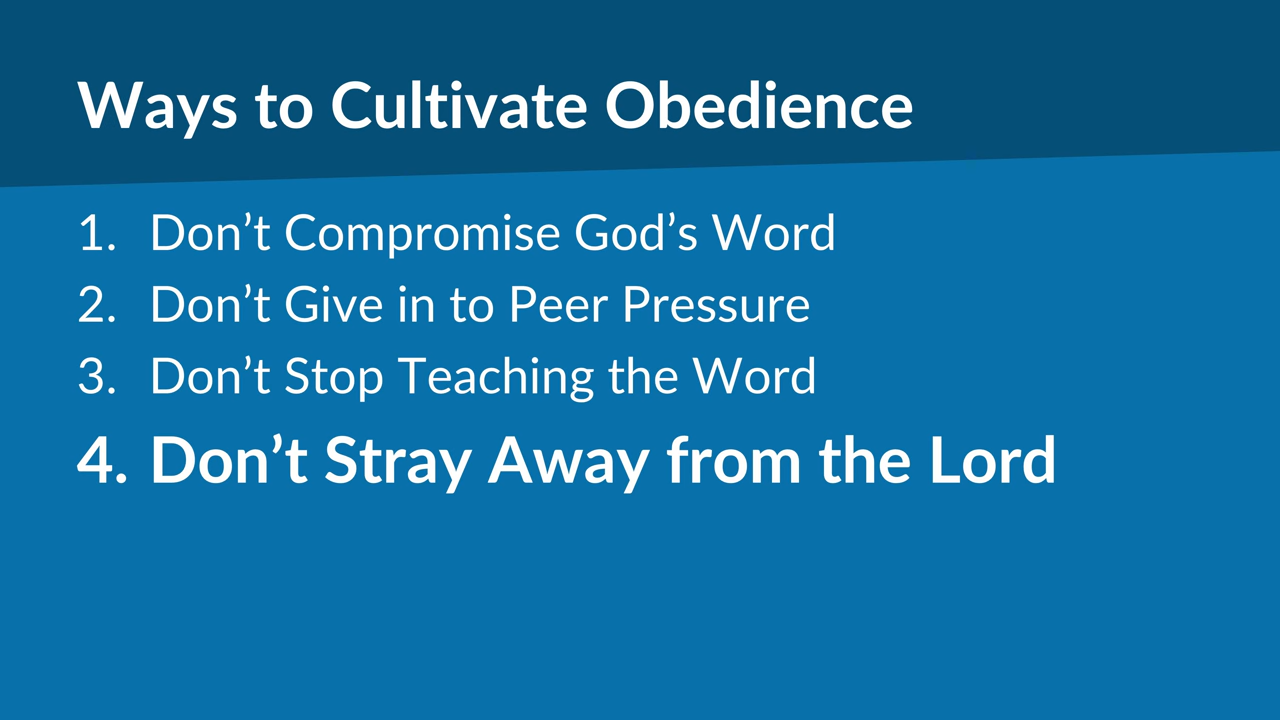 Ways to Cultivate Obedience
1. Don’t Compromise God’s Word
2. Don’t Give in to Peer Pressure
3. Don’t Stop Teaching the Word
4. Don’t Stray Away from the Lord